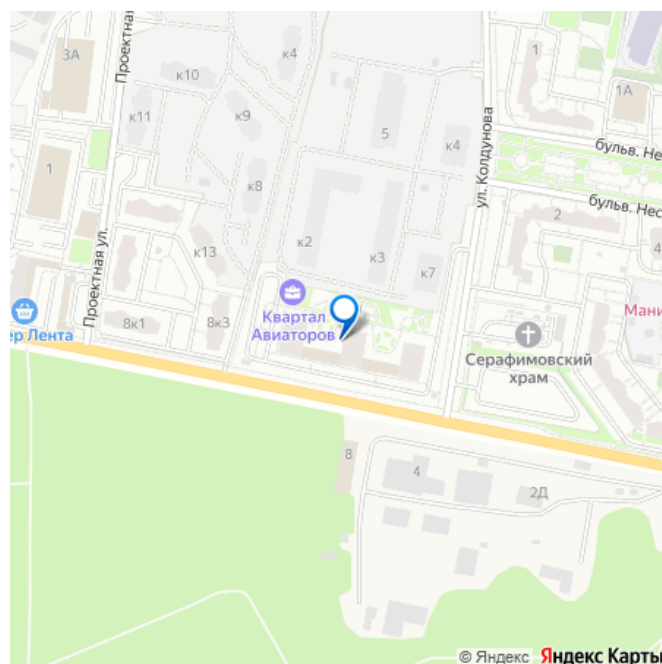 3А
Проектная
к10
к4
к11
к9
5
к4
1
1А
бульв. Нес
ул. Колдунова
1
к8
бульв. Нес
2
4
к2
к3
к7
к13
Проектная ул.
8к1
8к3
ер Лента
Квартал
Авиаторов
Серафимовский
храм
Мани
8
4
2Д
© Яндекс Яндекс Карты